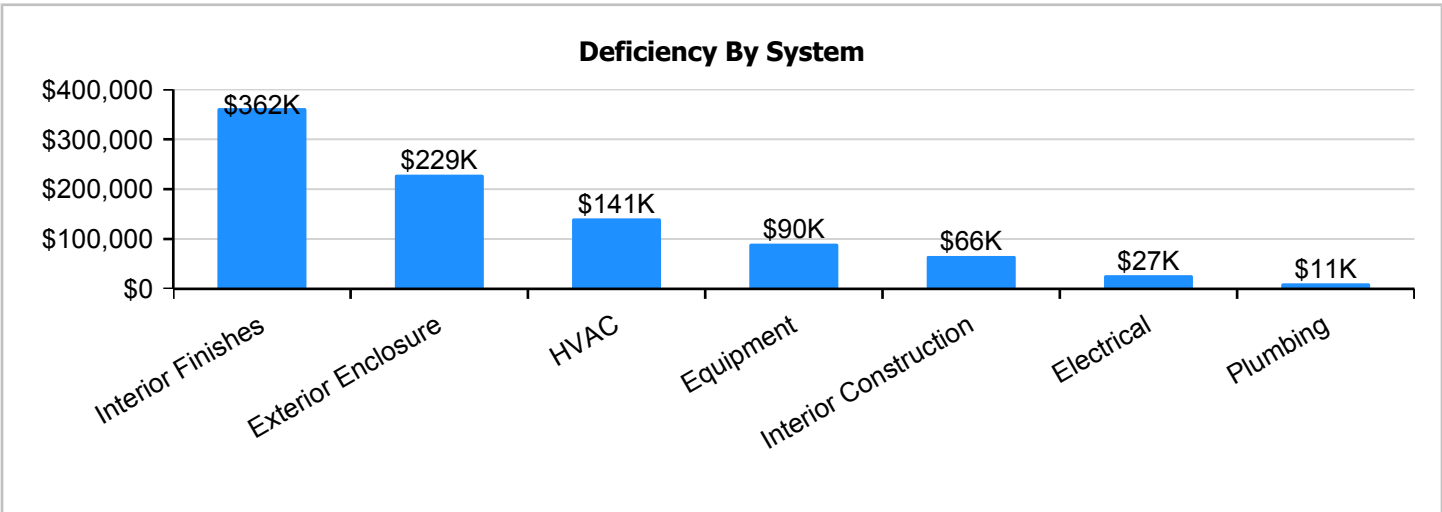 Deficiency By System
$400,000
$300,000
$200,000
$100,000
$0
$362K
$229K
$141K
$90K
$66K
$27K
$11K
Interior Finishes
Exterior Enclosure
HVAC
Equipment
Interior Construction
Electrical
Plumbing